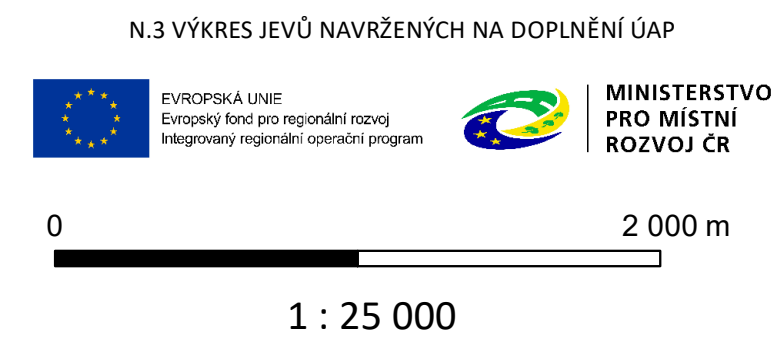 N.3 VÝKRES JEVŮ NAVRŽENÝCH NA DOPLNĚNÍ ÚAP
EVROPSKÁ UNIE
Evropský fond pro regionální rozvoj
Integrovaný regionální operační program
MINISTERSTVO
PRO MÍSTNÍ
ROZVOJ ČR
0 2 000 m
1 : 25 000